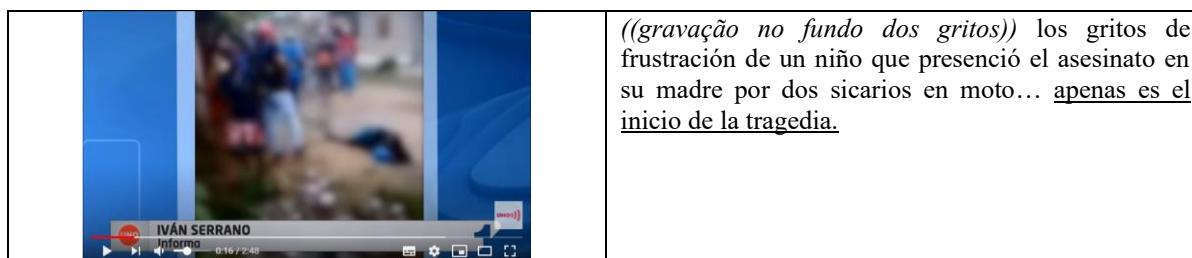 ((gravação no fundo dos gritos)) los gritos de
frustración de un niño que presenció el asesinato en
su madre por dos sicarios en moto… apenas es el
inicio de la tragedia.
UNO
IVÁN SERRANO
Informa
0:16 / 2:48